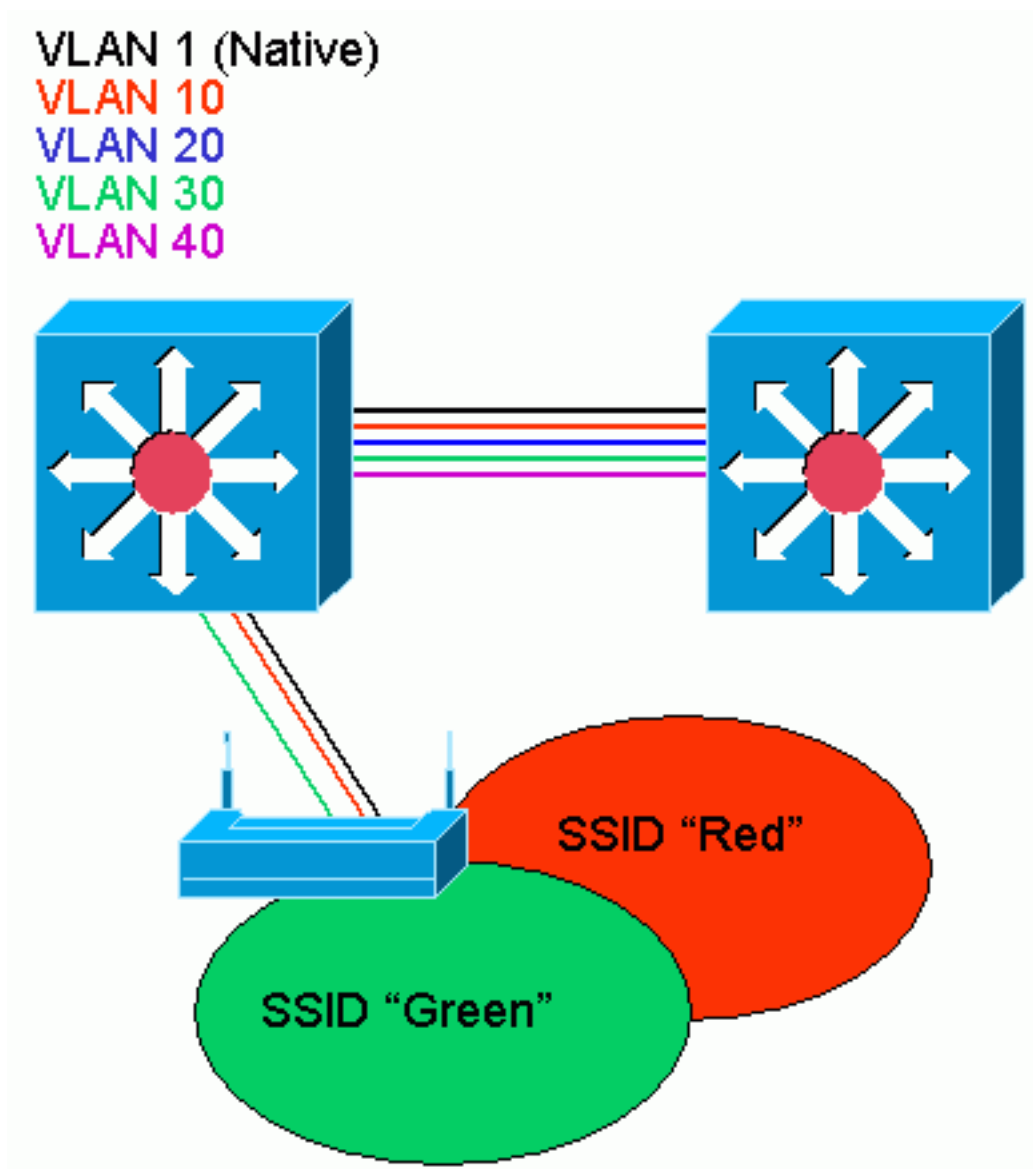 VLAN 1 (Native)
VLAN 10
VLAN 20
VLAN 30
VLAN 40
SSID “Red”
SSID “Green”